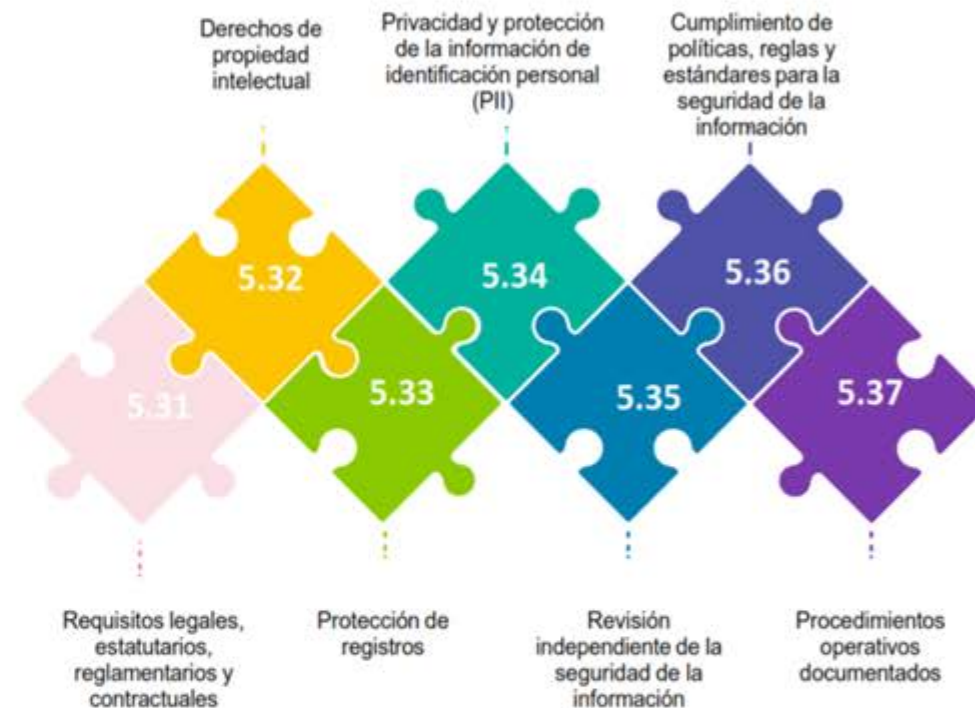 Derechos de
propiedad
intelectual
Privacidad y protección
de la información de
identificación personal
(PII)
Cumplimiento de
políticas, reglas y
estándares para la
seguridad de la
información
5.32
5.34
5.36
5.31
5.33
5.35
5.37
Requisitos legales,
estatutarios,
reglamentarios y
contractuales
Protección de
registros
Revisión
independiente de la
seguridad de la
información
Procedimientos
operativos
documentados